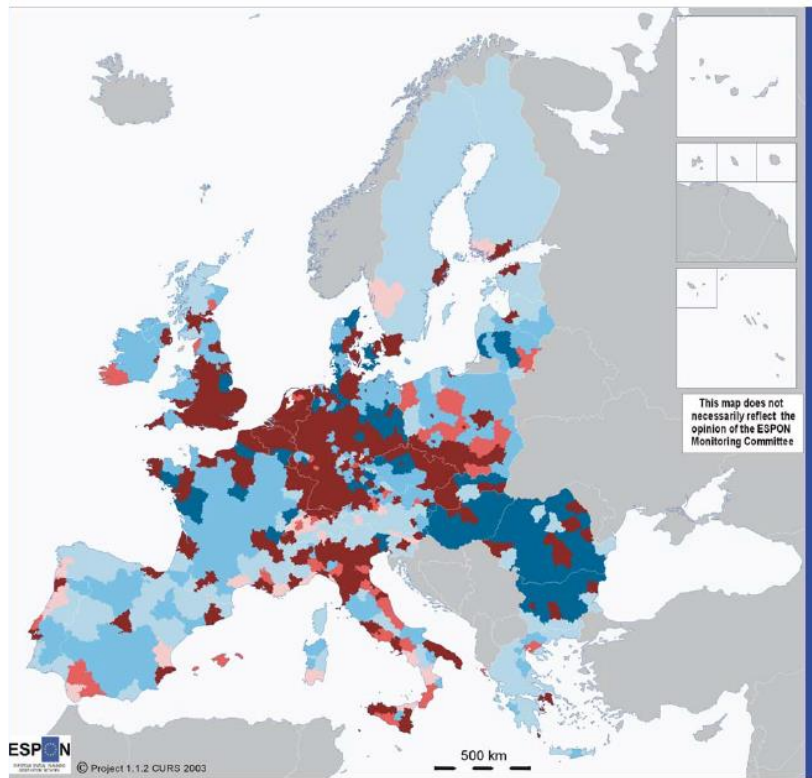 This map does not
necessarily reflect the
opinion of the ESPON
Monitoring Committee
ESPON
© Project 1.1.2 CURS 2003
500 km